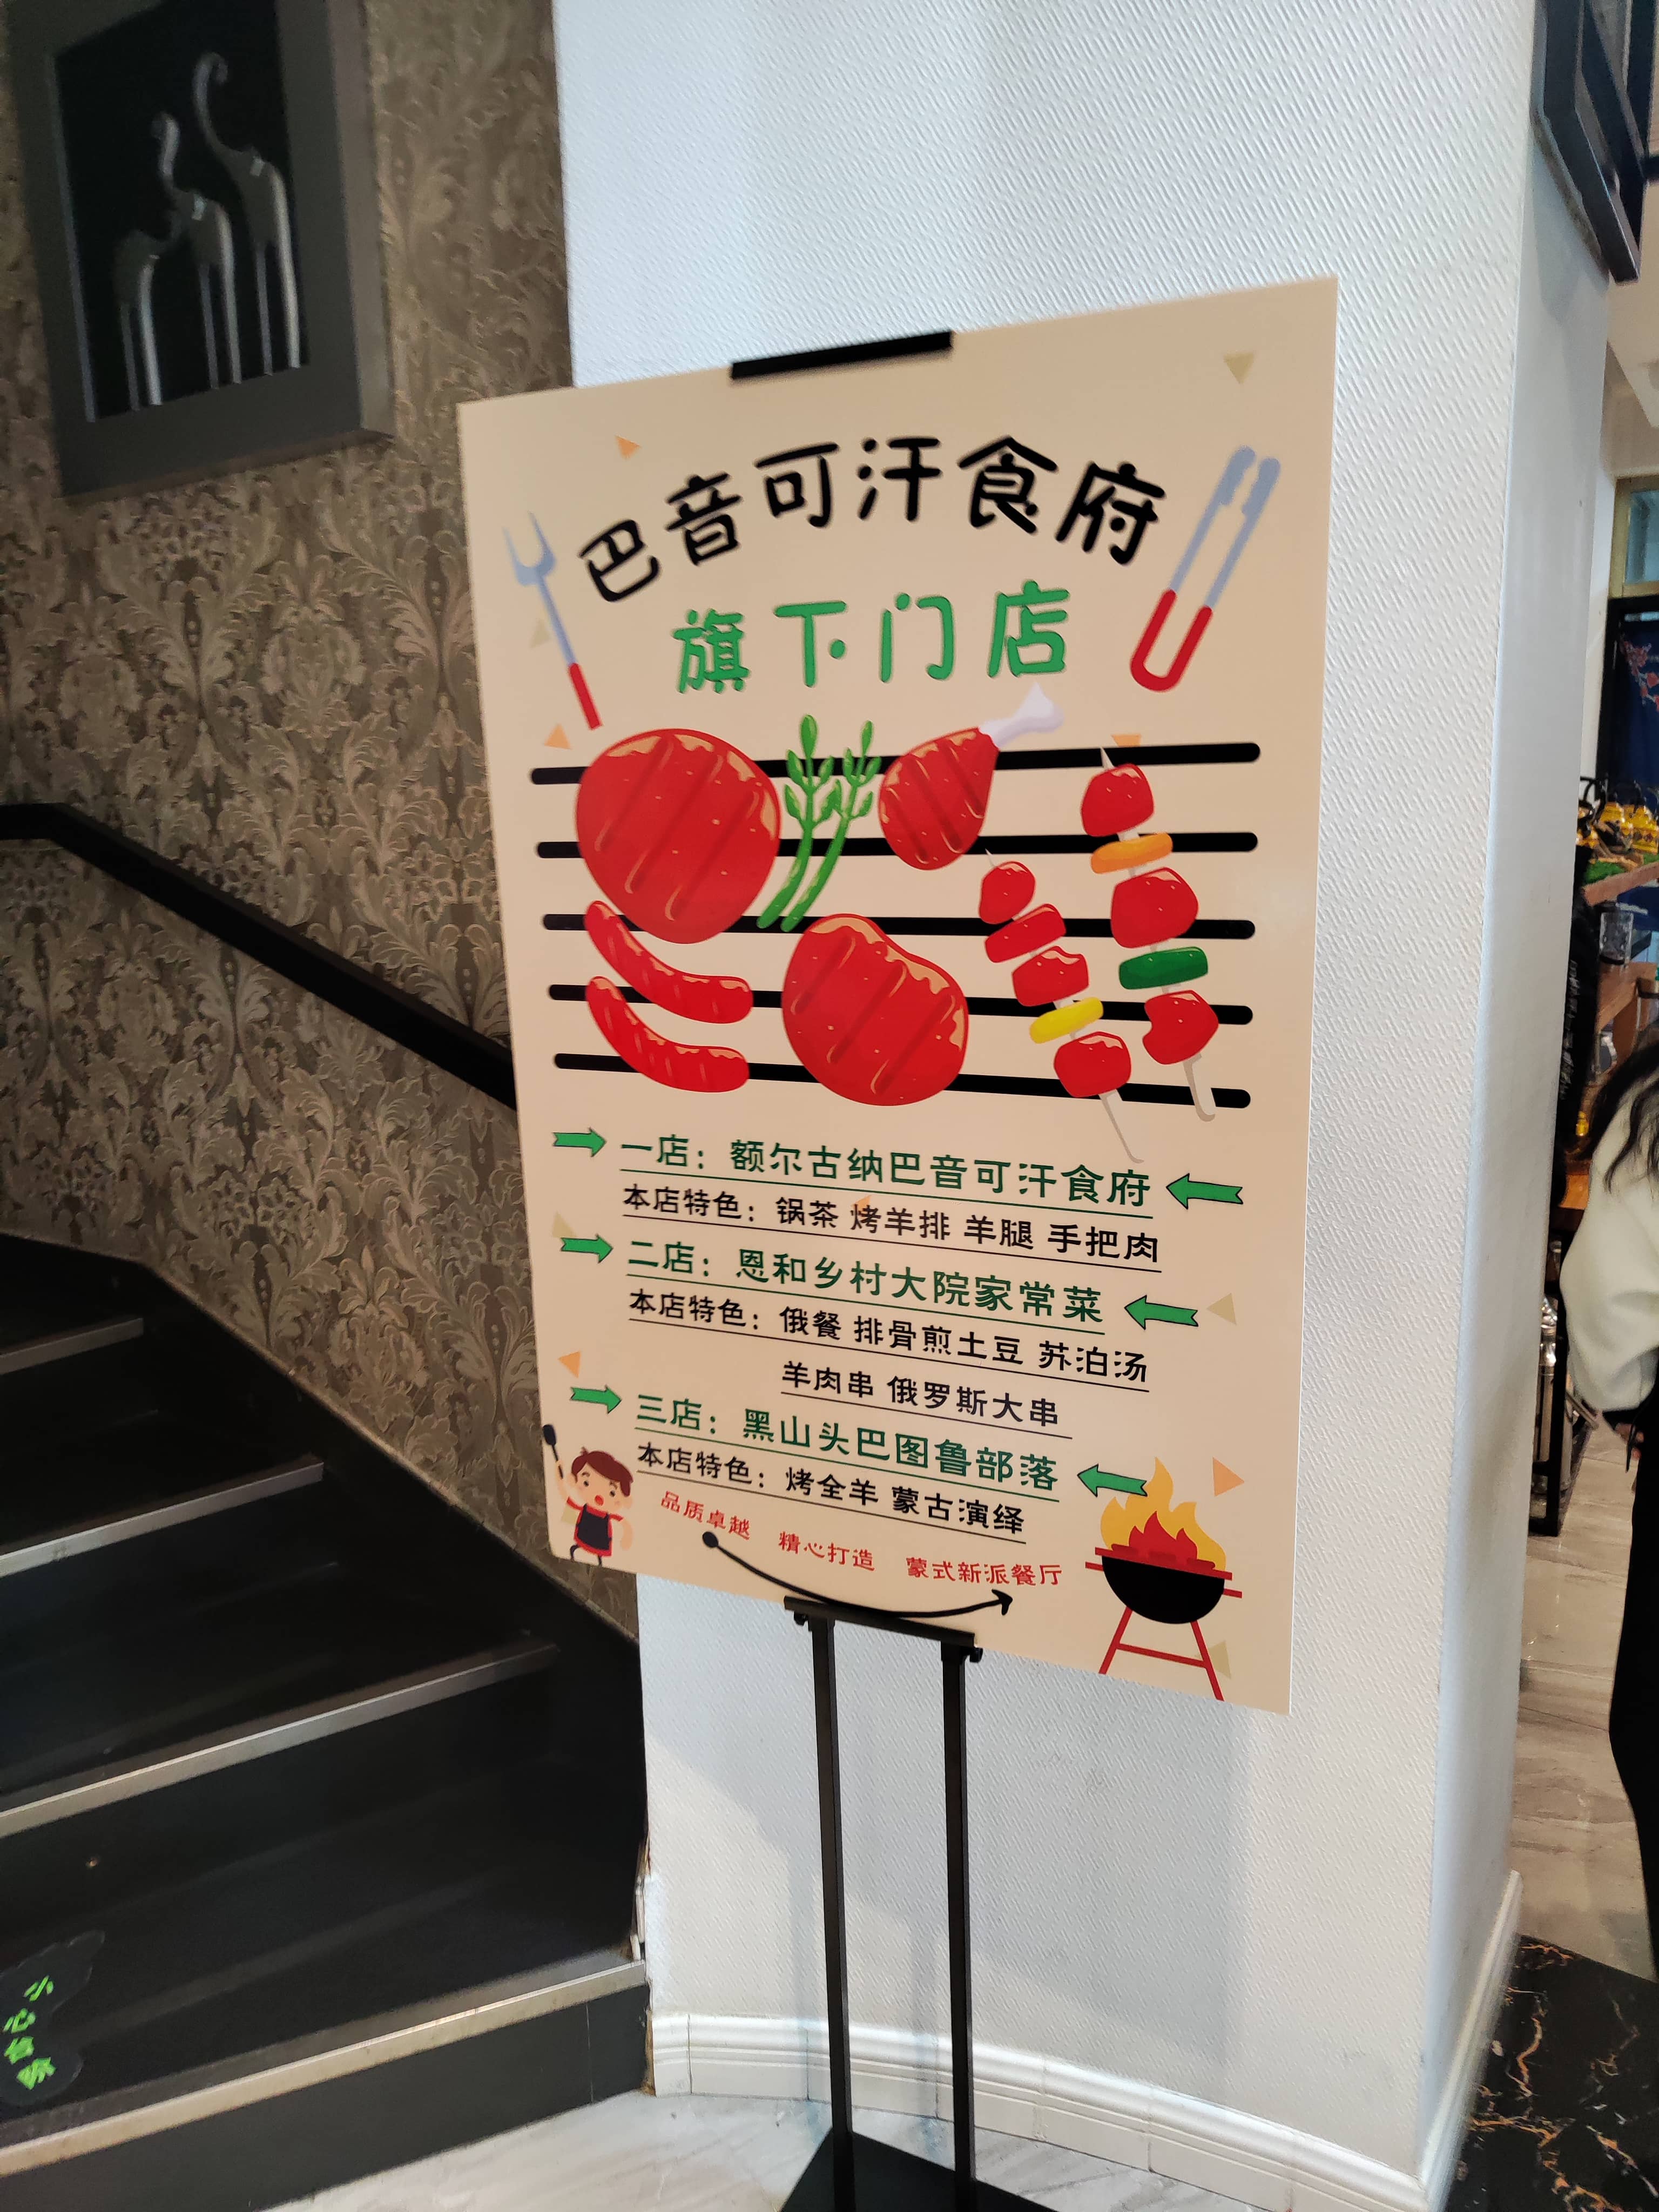 巴音可汗食府
旗下门店
一店：额尔古纳巴音可汗食府
本店特色：锅茶 烤羊排 羊腿 手把肉
二店：恩和乡村大院家常菜
本店特色：俄餐 排骨煎土豆 苏泊汤
羊肉串 俄罗斯大串
三店：黑山头巴图鲁部落
本店特色：烤全羊 蒙古演绎
品质卓越 精心打造 蒙式新派餐厅
小心台阶